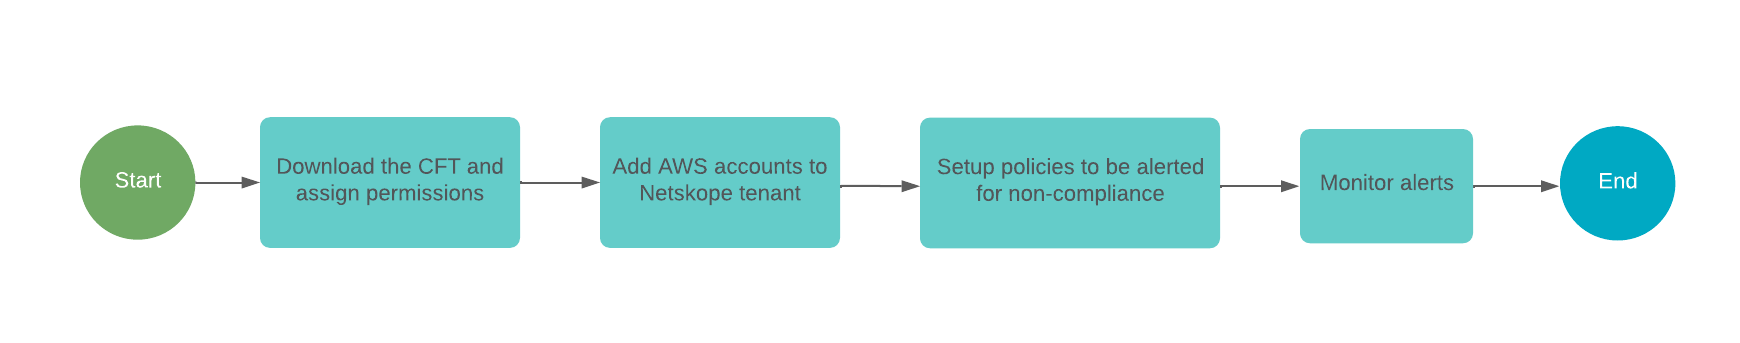 Start
Download the CFT and
assign permissions
Add AWS accounts to
Netskope tenant
Setup policies to be alerted
for non-compliance
Monitor alerts
End